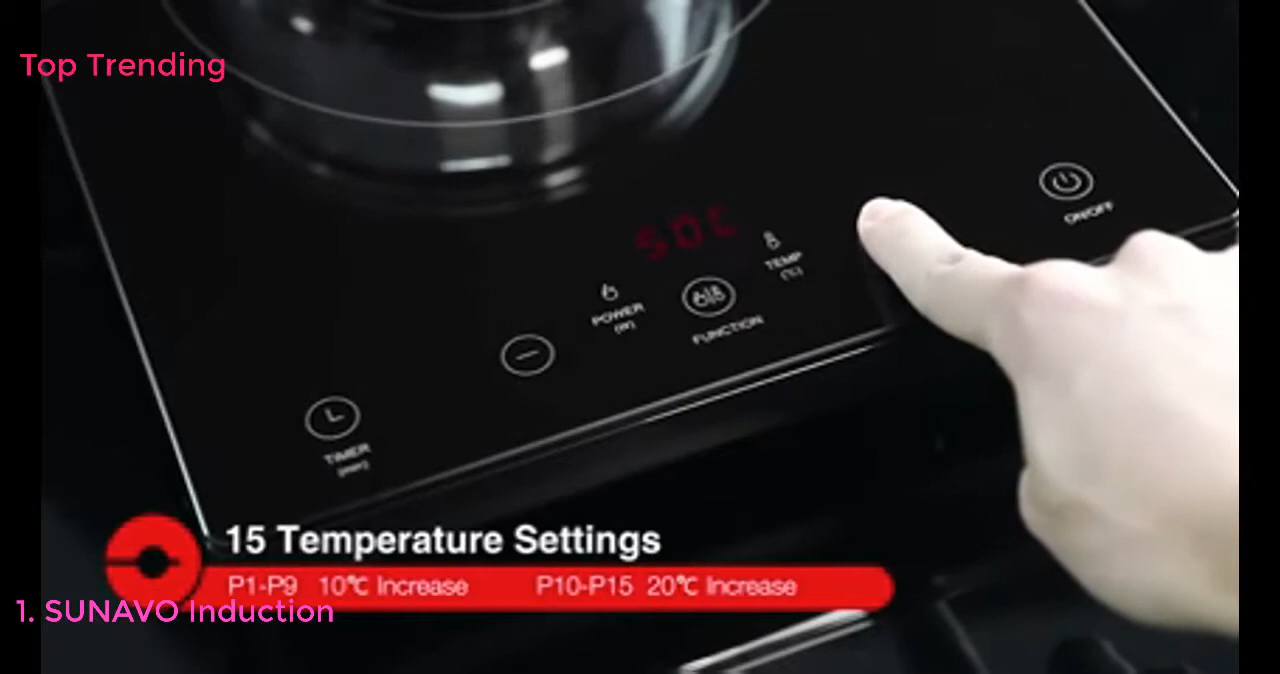 Top Trending
ON/OFF
TEMP
(℃)
POWER
(W)
FUNCTION
TIMER
(min)
15 Temperature Settings
P1-P9 10℃ Increase P10-P15 20℃ Increase
1. SUNAVO Induction